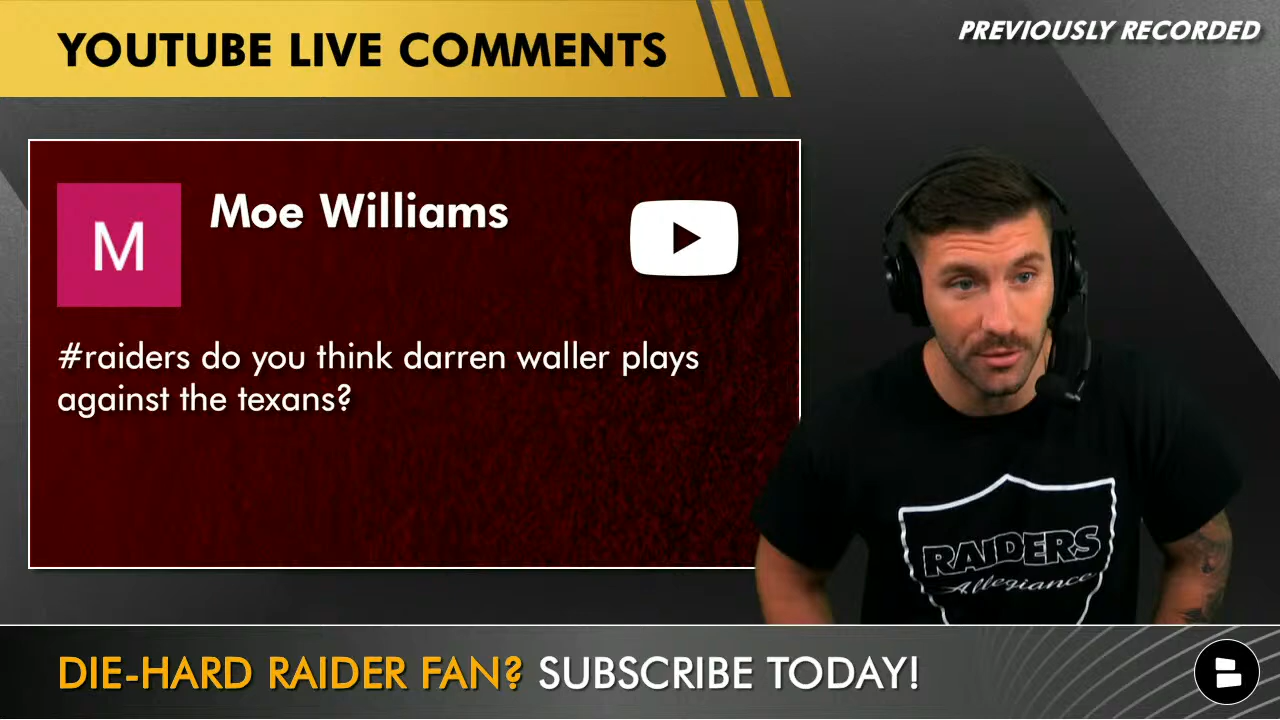 YOUTUBE LIVE COMMENTS
PREVIOUSLY RECORDED
M
Moe Williams
#raiders do you think darren waller plays
against the texans?
RAIDERS
Allegiance
DIE-HARD RAIDER FAN? SUBSCRIBE TODAY!